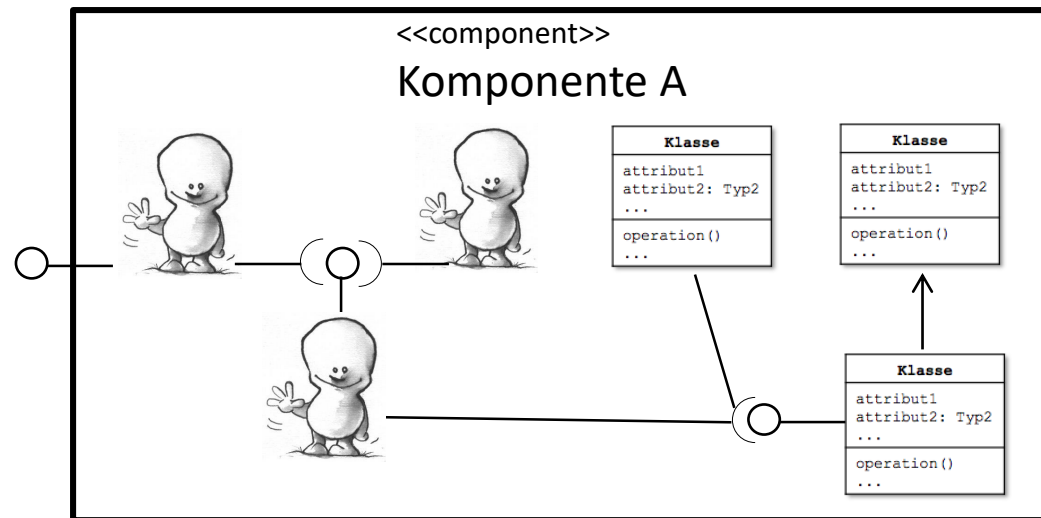 <<component>>
Komponente A
Klasse
attribut1
attribut2: Typ2
...
operation()
...
Klasse
attribut1
attribut2: Typ2
...
operation()
...
Klasse
attribut1
attribut2: Typ2
...
operation()
...